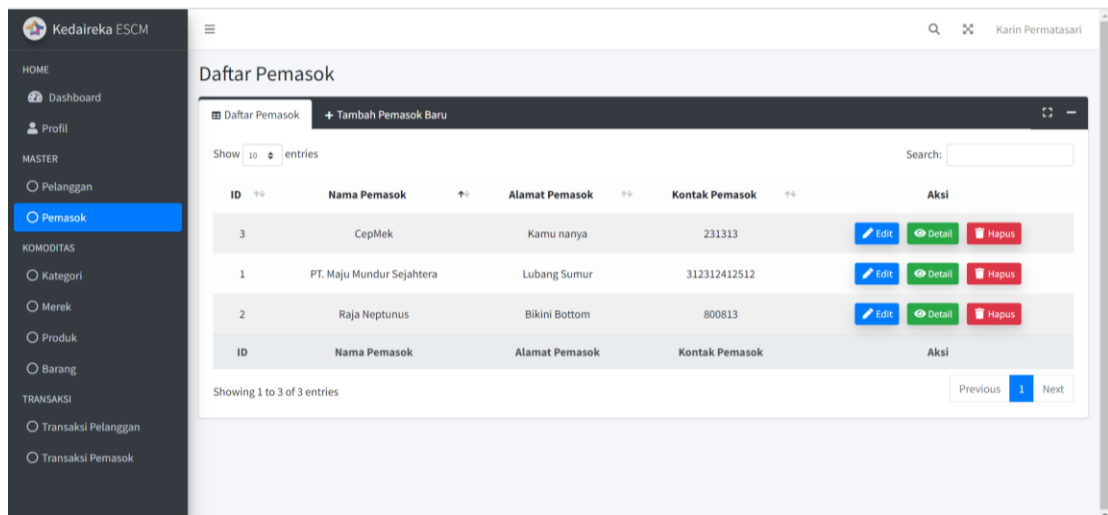 Kedaireka ESCM
Karin Permatasari
HOME
Dashboard
Profil
MASTER
Pelanggan
Pemasok
KOMODITAS
Kategori
Merek
Produk
Barang
TRANSAKSI
Transaksi Pelanggan
Transaksi Pemasok
Daftar Pemasok
Daftar Pemasok + Tambah Pemasok Baru
Show 10 entries Search:
ID Nama Pemasok Alamat Pemasok Kontak Pemasok Aksi
3 CepMek Kamu nanya 231313 Edit Detail Hapus
1 PT. Maju Mundur Sejahtera Lubang Sumur 312312412512 Edit Detail Hapus
2 Raja Neptunus Bikini Bottom 800813 Edit Detail Hapus
ID Nama Pemasok Alamat Pemasok Kontak Pemasok Aksi
Showing 1 to 3 of 3 entries Previous 1 Next